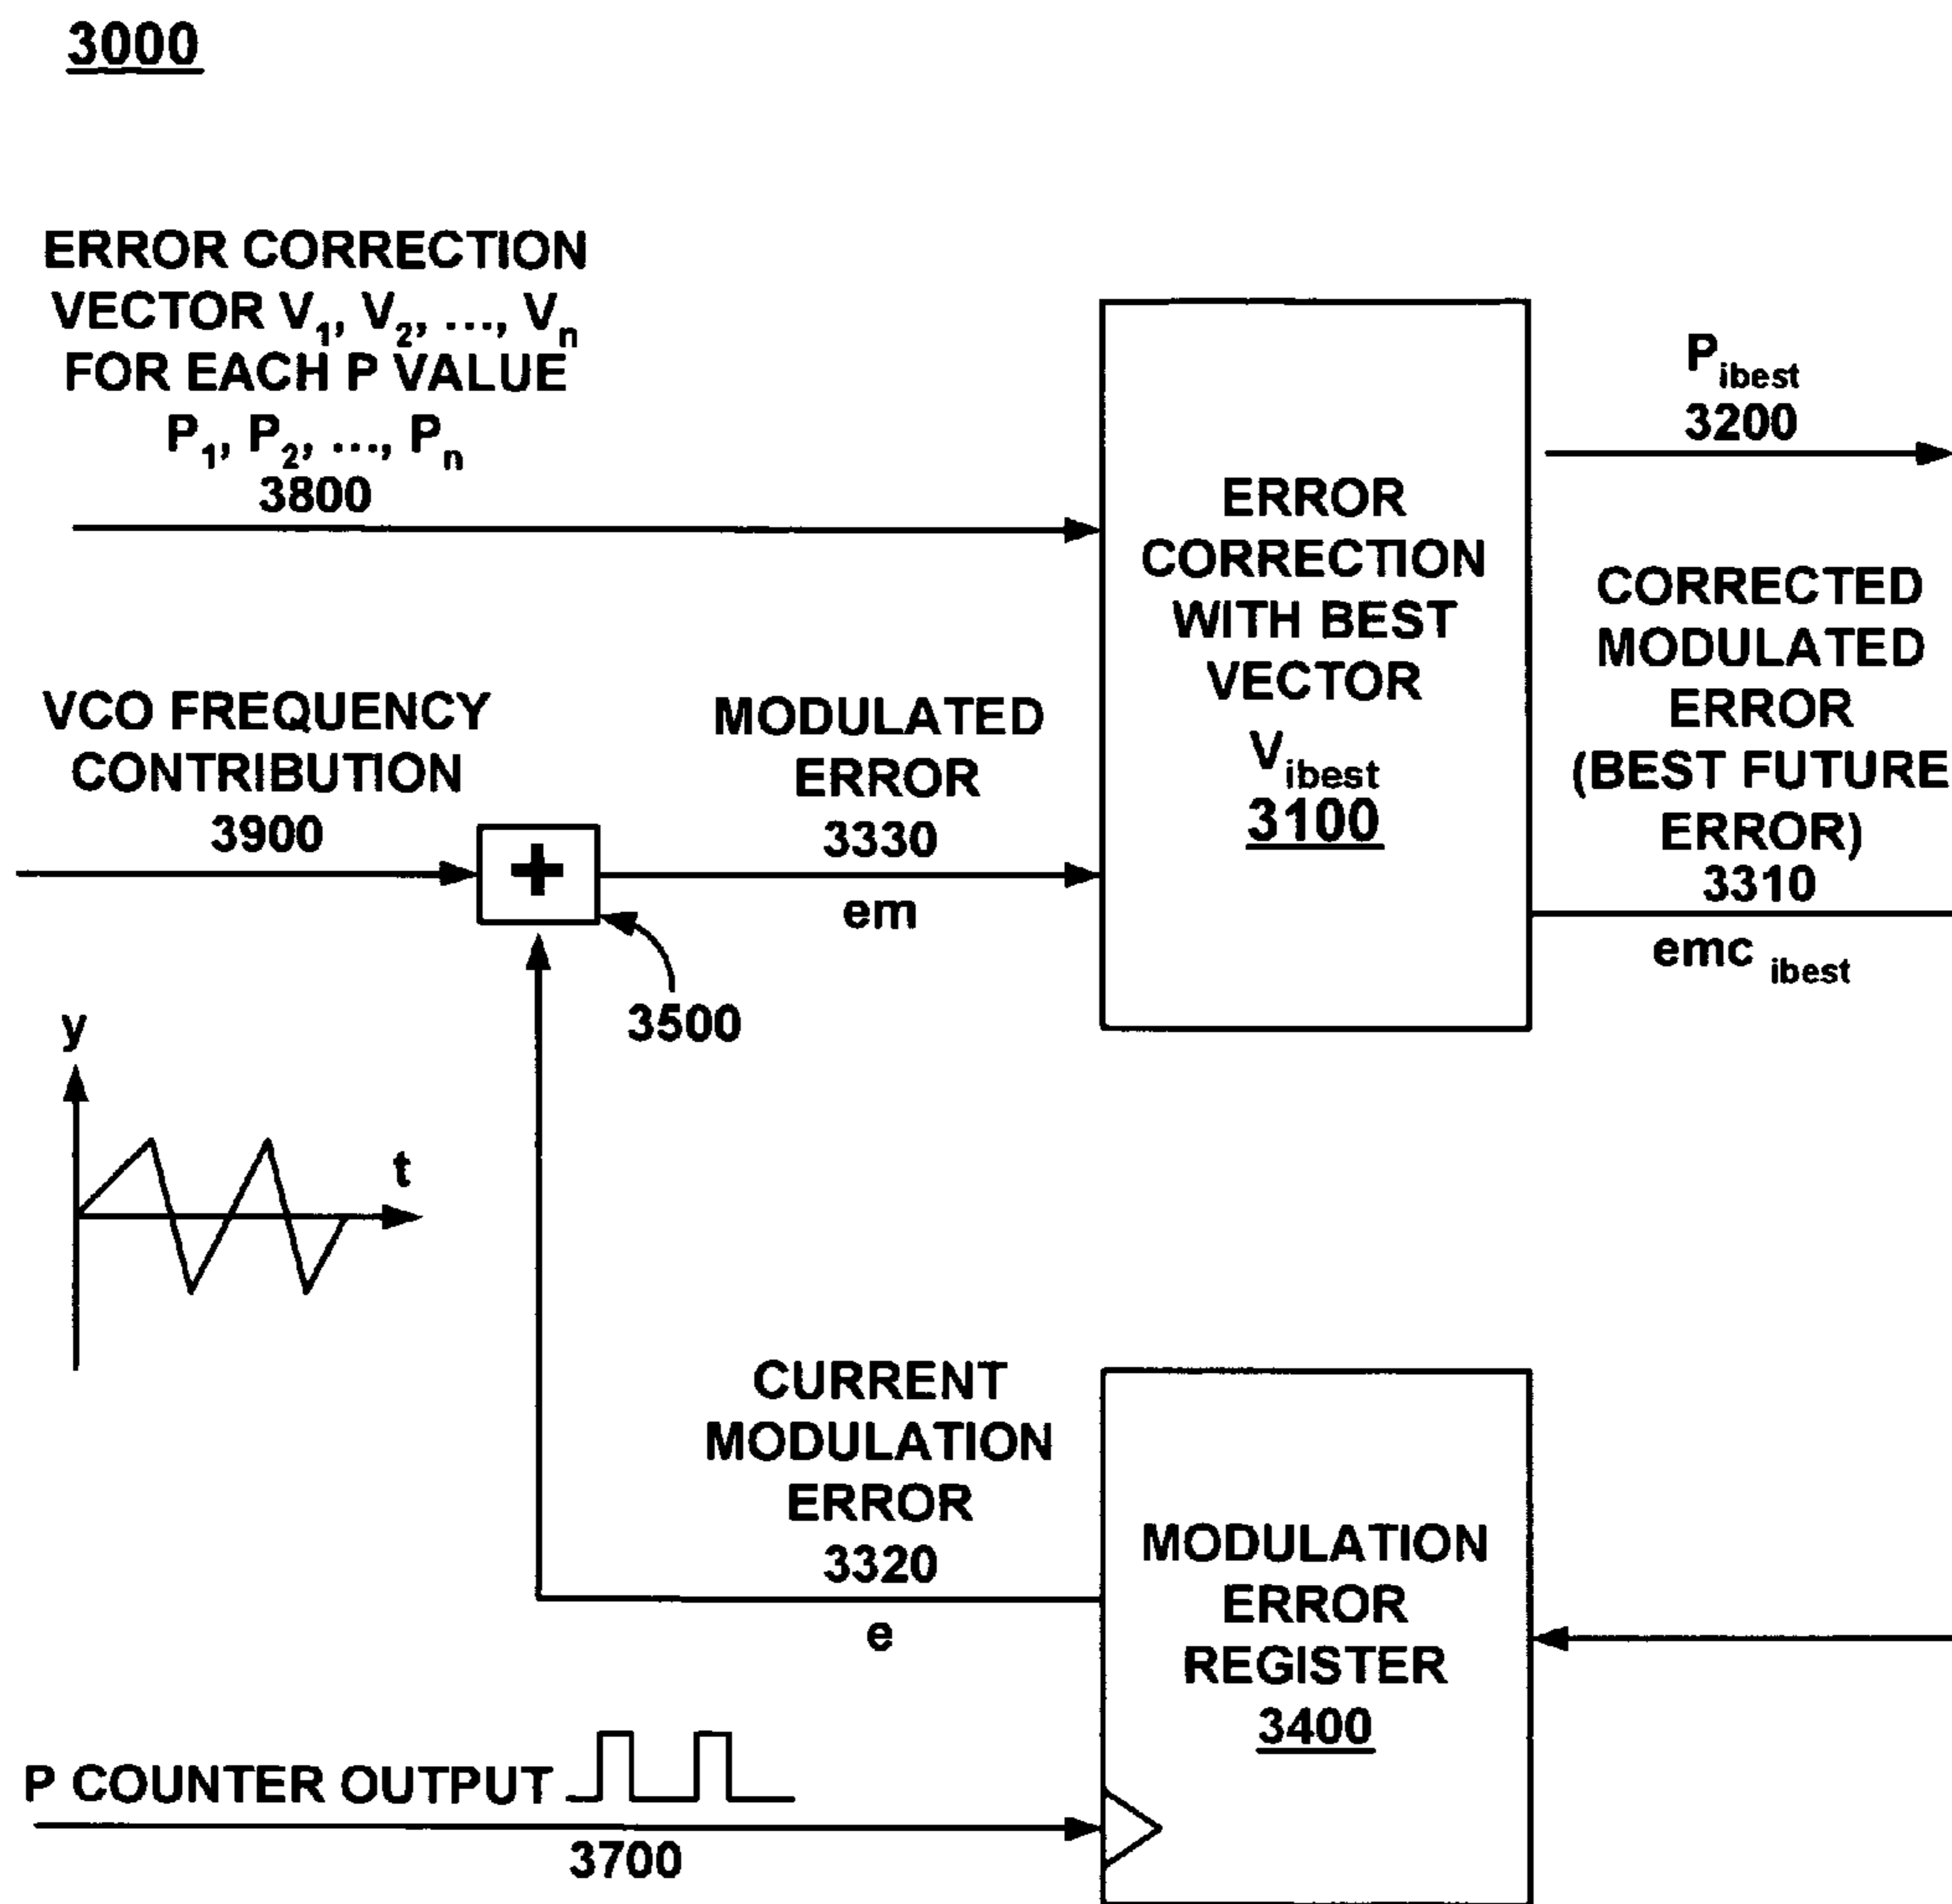 3000
ERROR CORRECTION
VECTOR V1, V2, ..., Vn
FOR EACH P VALUE
P1, P2, ..., Pn
3800
VCO FREQUENCY
CONTRIBUTION
3900
+
3500
MODULATED
ERROR
3330
em
ERROR
CORRECTION
WITH BEST
VECTOR
Vibest
3100
Pibest
3200
CORRECTED
MODULATED
ERROR
(BEST FUTURE
ERROR)
3310
emc ibest
y
t
CURRENT
MODULATION
ERROR
3320
e
MODULATION
ERROR
REGISTER
3400
P COUNTER OUTPUT
3700